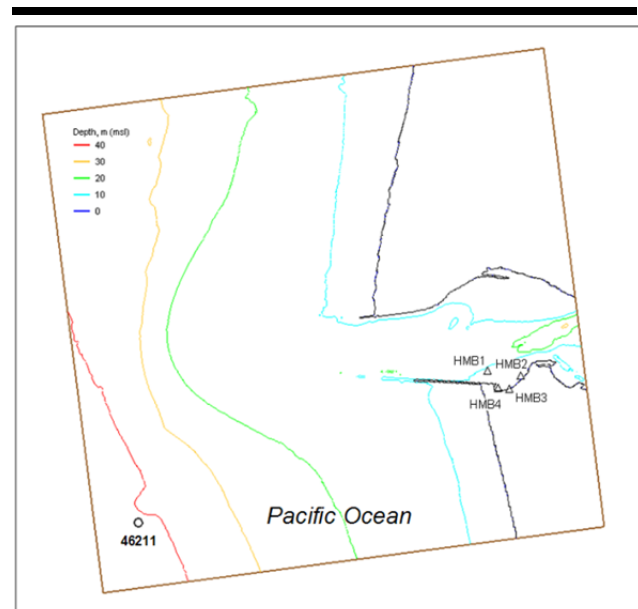 Depth, m (msl)
40
30
20
10
0
HMB1
HMB2
HMB4
HMB3
Pacific Ocean
46211